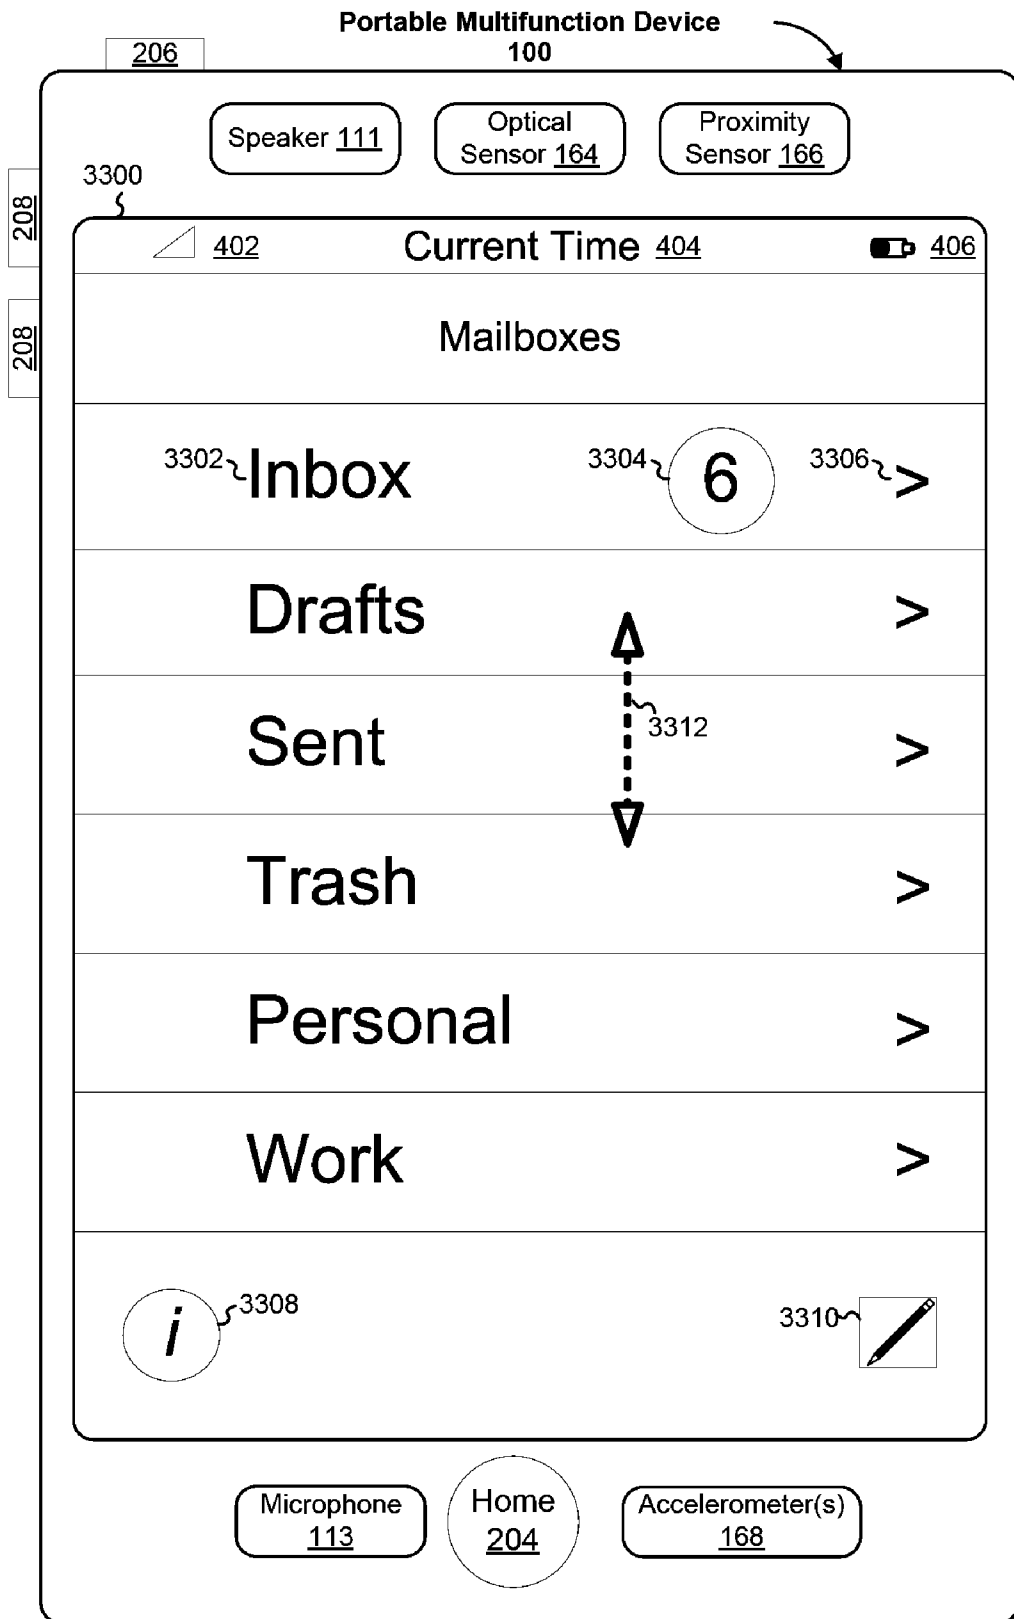 Portable Multifunction Device
100
206
Speaker 111
Optical
Sensor 164
Proximity
Sensor 166
3300
208
402
Current Time 404
406
208
Mailboxes
3302
Inbox
3304
6
3306
>
Drafts
>
3312
Sent
>
Trash
>
Personal
>
Work
>
i
3308
3310
Microphone
113
Home
204
Accelerometer(s)
168